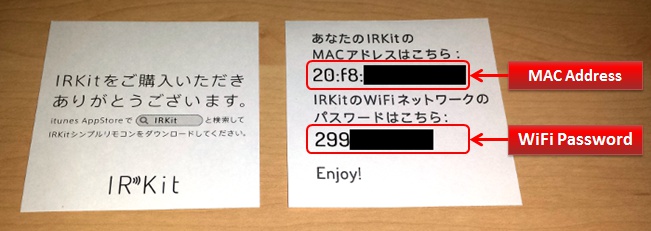 IRKitをご購入いただき
ありがとうございます。
itunes AppStoreで IRKit と検索して
IRKitシンプルリモコンをダウンロードしてください。
IRKit
あなたのIRKitの
MACアドレスはこちら：
20:f8:
IRKitのWiFiネットワークの
パスワードはこちら：
299
Enjoy!
MAC Address
WiFi Password